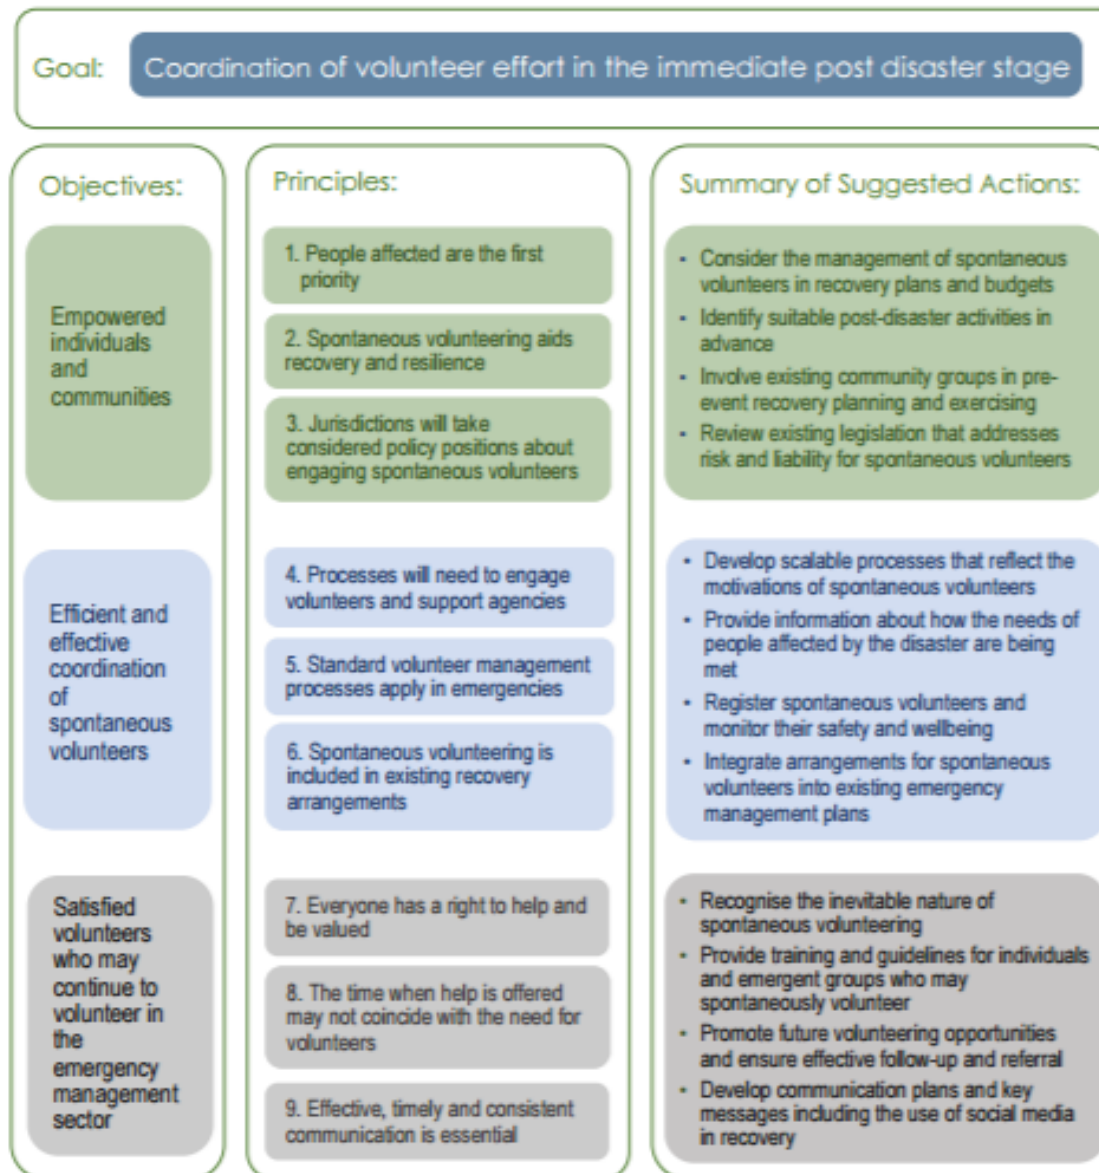 Goal:
Coordination of volunteer effort in the immediate post disaster stage
Objectives:
Empowered
individuals
and
communities
Efficient and
effective
coordination
of
spontaneous
volunteers
Satisfied
volunteers
who may
continue to
volunteer in
the
emergency
management
sector
Principles:
1. People affected are the first
priority
2. Spontaneous volunteering aids
recovery and resilience
3. Jurisdictions will take
considered policy positions about
engaging spontaneous volunteers
4. Processes will need to engage
volunteers and support agencies
5. Standard volunteer management
processes apply in emergencies
6. Spontaneous volunteering is
included in existing recovery
arrangements
7. Everyone has a right to help and
be valued
8. The time when help is offered
may not coincide with the need for
volunteers
9. Effective, timely and consistent
communication is essential
Summary of Suggested Actions:
• Consider the management of spontaneous
volunteers in recovery plans and budgets
• Identify suitable post-disaster activities in
advance
• Involve existing community groups in pre-
event recovery planning and exercising
• Review existing legislation that addresses
risk and liability for spontaneous volunteers
• Develop scalable processes that reflect the
motivations of spontaneous volunteers
• Provide information about how the needs of
people affected by the disaster are being
met
• Register spontaneous volunteers and
monitor their safety and wellbeing
• Integrate arrangements for spontaneous
volunteers into existing emergency
management plans
• Recognise the inevitable nature of
spontaneous volunteering
• Provide training and guidelines for individuals
and emergent groups who may
spontaneously volunteer
• Promote future volunteering opportunities
and ensure effective follow-up and referral
• Develop communication plans and key
messages including the use of social media
in recovery